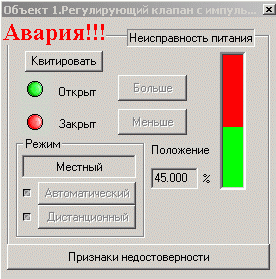 Объект 1.Регулирующий клапан с импуль...
Авария!!!
Неисправность питания
Квитировать
Открыт
Больше
Закрыт
Меньше
Режим
Местный
Автоматический
Дистанционный
Положение
45.000 %
Признаки недостоверности